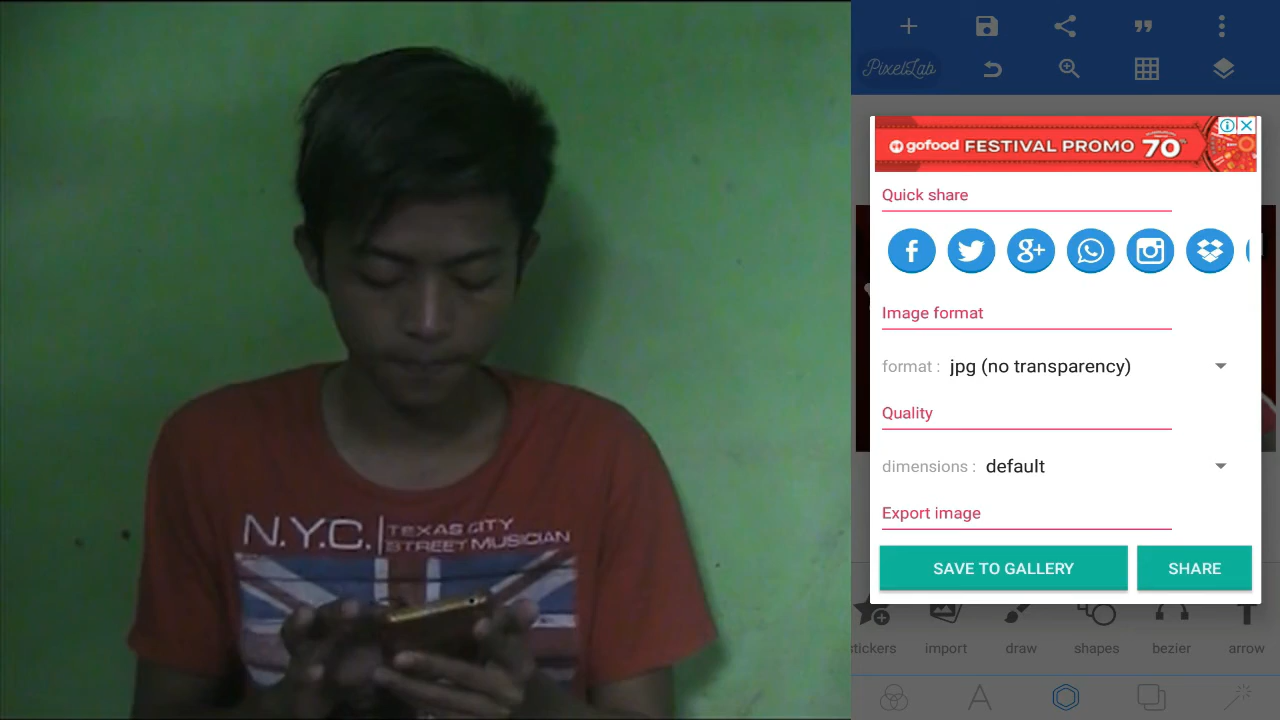 N.Y.C.
TEXAS CITY
STREET MUSICIAN
PixelLab
gofood FESTIVAL PROMO 70
Quick share
g+
Image format
format : jpg (no transparency)
Quality
dimensions : default
Export image
SAVE TO GALLERY SHARE
stickers import draw shapes bezier arrow